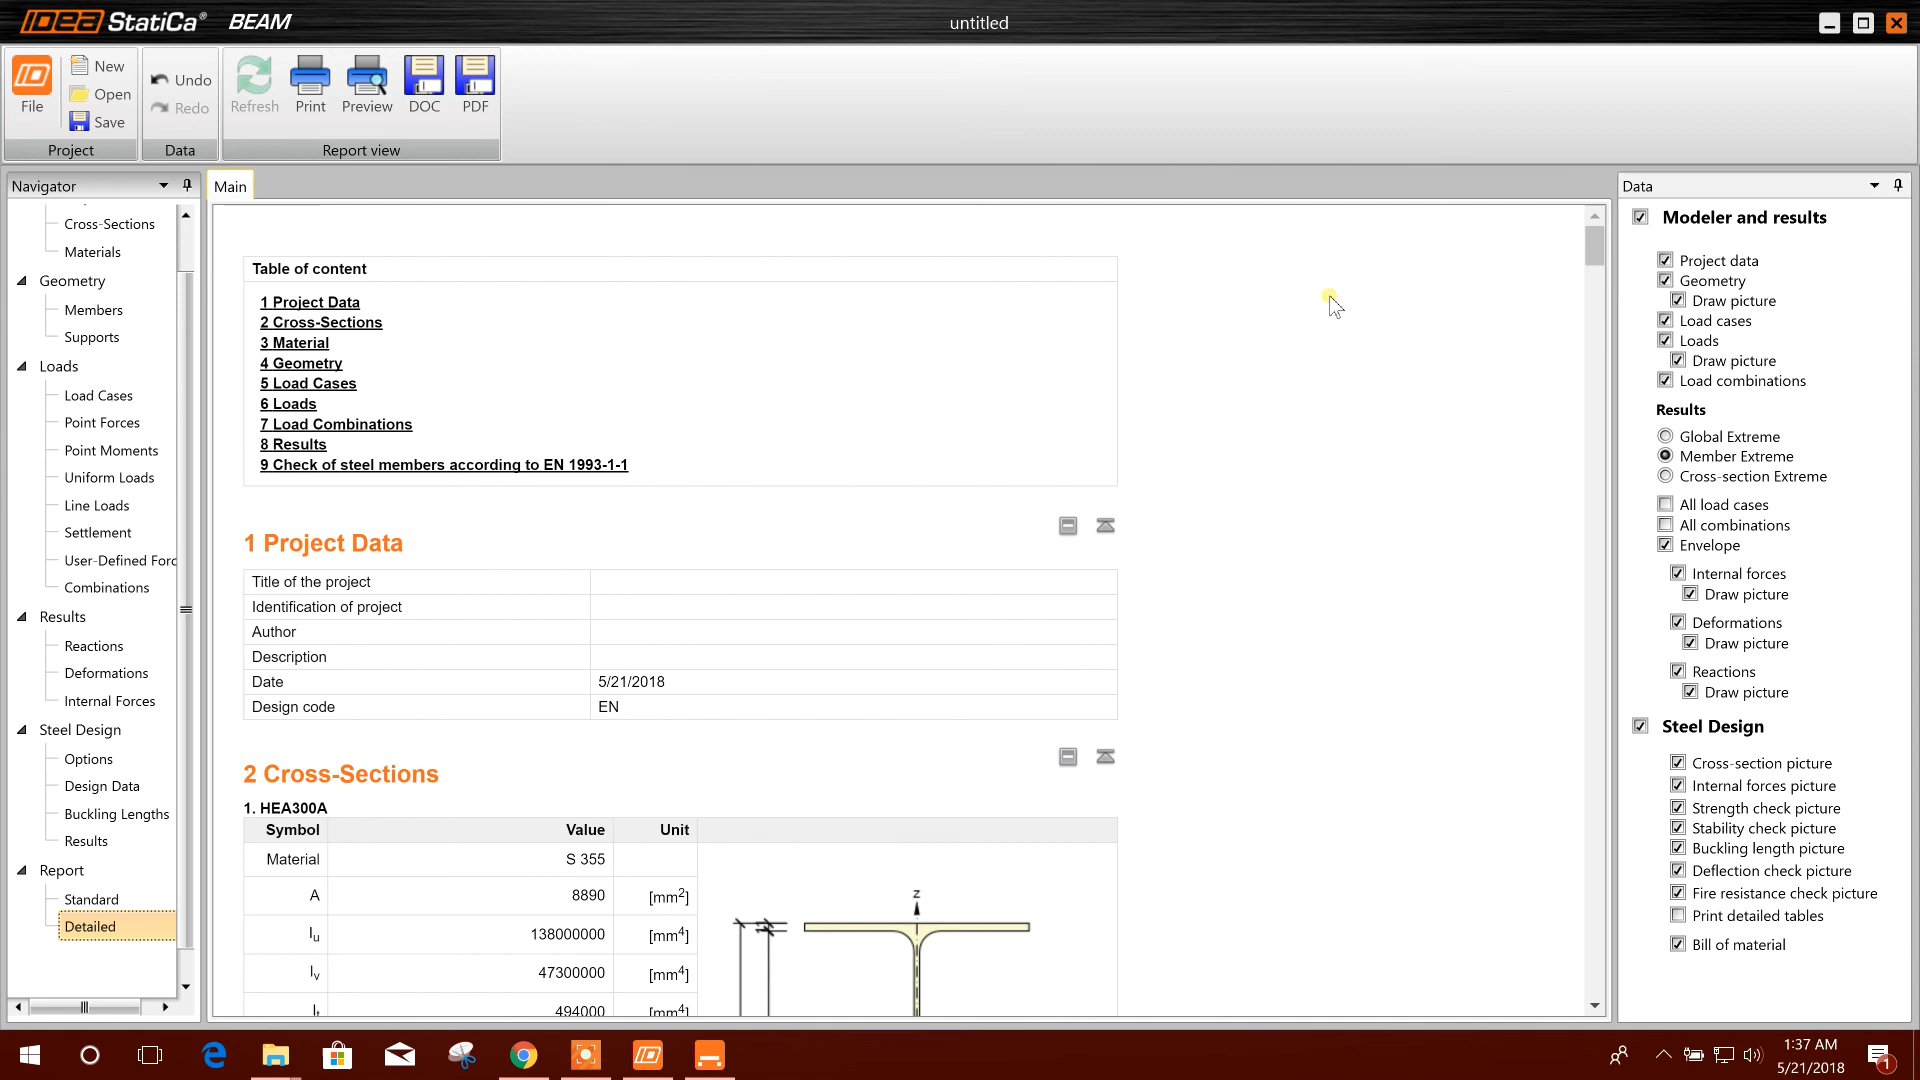 IDEA StatiCa® BEAM
untitled
File
New
Open
Save
Project
Undo
Redo
Data
Refresh
Print
Preview
DOC
PDF
Report view
Navigator
Cross-Sections
Materials
Geometry
Members
Supports
Loads
Load Cases
Point Forces
Point Moments
Uniform Loads
Line Loads
Settlement
User-Defined Forc
Combinations
Results
Reactions
Deformations
Internal Forces
Steel Design
Options
Design Data
Buckling Lengths
Results
Report
Standard
Detailed
Main
Table of content
1 Project Data
2 Cross-Sections
3 Material
4 Geometry
5 Load Cases
6 Loads
7 Load Combinations
8 Results
9 Check of steel members according to EN 1993-1-1
1 Project Data
Title of the project
Identification of project
Author
Description
Date 5/21/2018
Design code EN
2 Cross-Sections
1. HEA300A
Symbol Value Unit
Material S 355
A 8890 [mm2]
Iu 138000000 [mm4]
Iv 47300000 [mm4]
It 494000 [mm4]
z
Data
Modeler and results
Project data
Geometry
Draw picture
Load cases
Loads
Draw picture
Load combinations
Results
Global Extreme
Member Extreme
Cross-section Extreme
All load cases
All combinations
Envelope
Internal forces
Draw picture
Deformations
Draw picture
Reactions
Draw picture
Steel Design
Cross-section picture
Internal forces picture
Strength check picture
Stability check picture
Buckling length picture
Deflection check picture
Fire resistance check picture
Print detailed tables
Bill of material
1:37 AM
5/21/2018
1